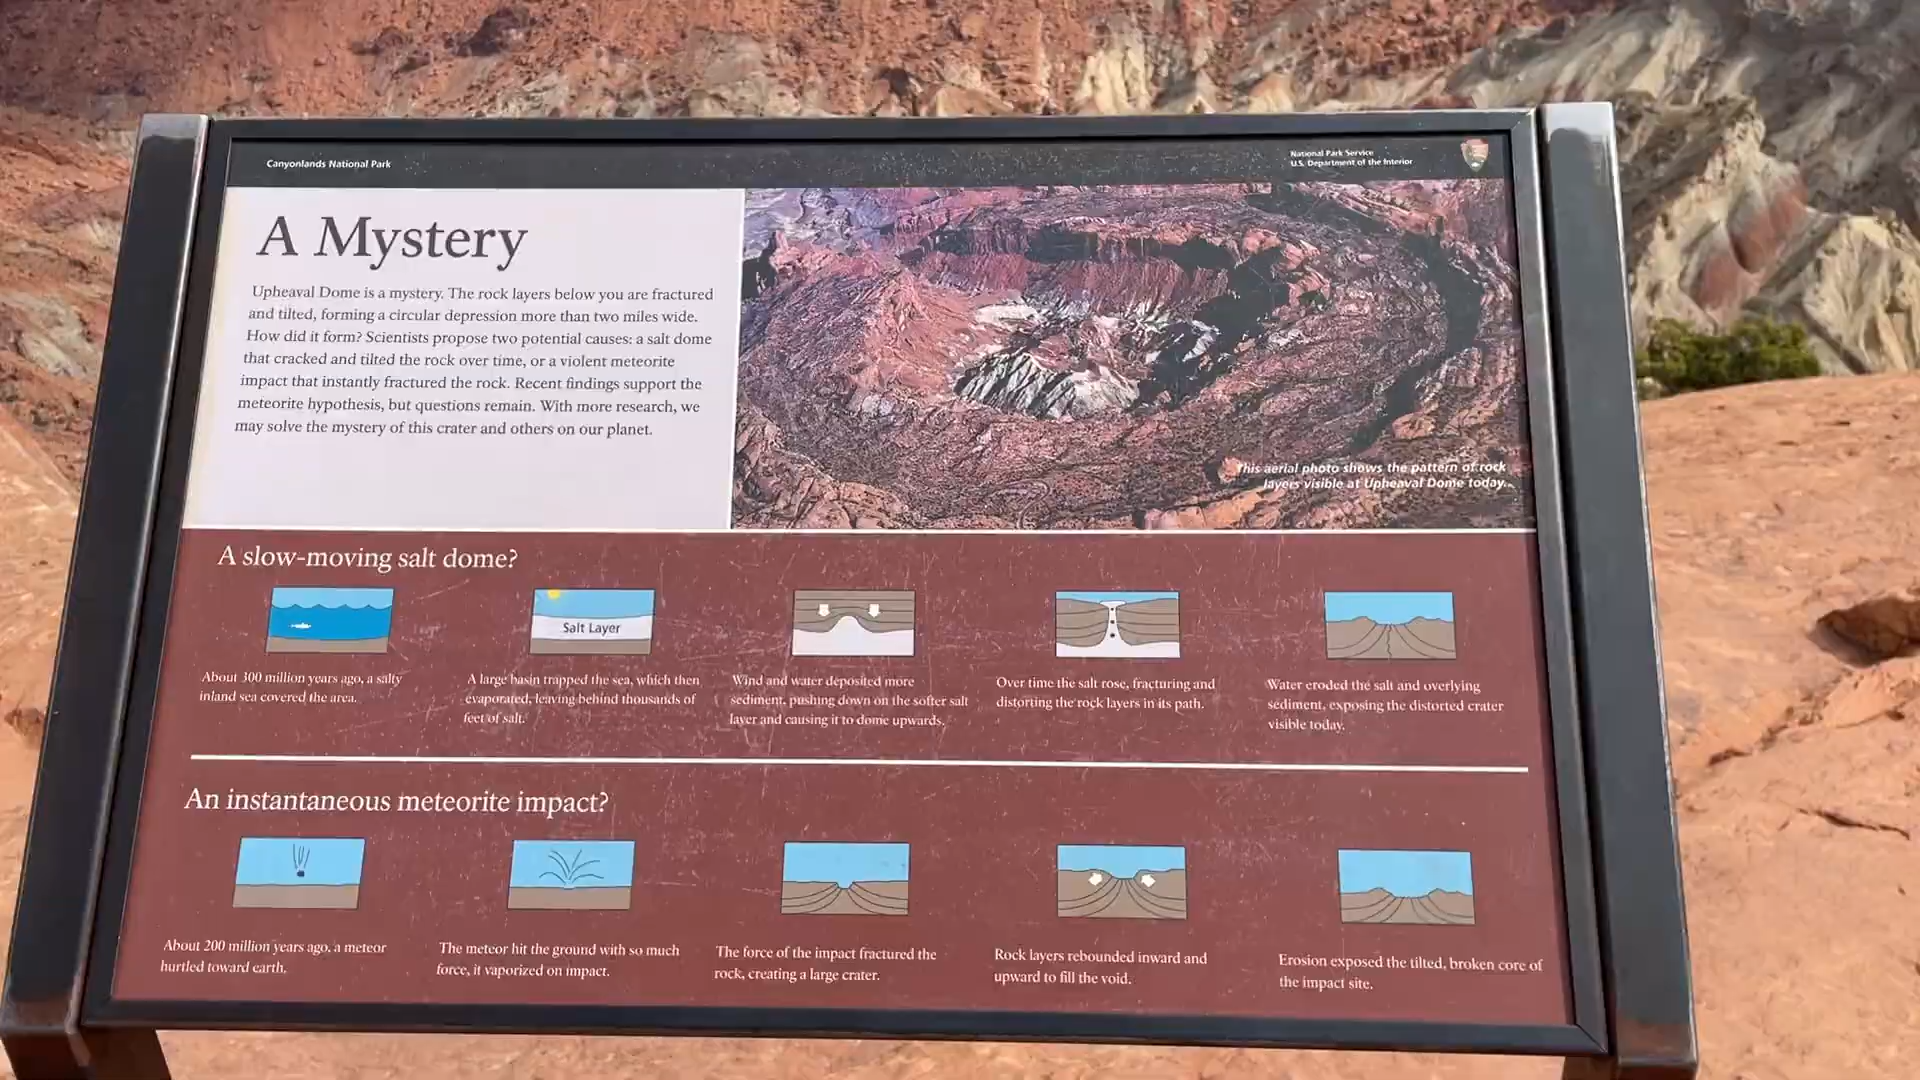 Canyonlands National Park
National Park Service
U.S. Department of the Interior
A Mystery
Upheaval Dome is a mystery. The rock layers below you are fractured
and tilted, forming a circular depression more than two miles wide.
How did it form? Scientists propose two potential causes: a salt dome
that cracked and tilted the rock over time, or a violent meteorite
impact that instantly fractured the rock. Recent findings support the
meteorite hypothesis, but questions remain. With more research, we
may solve the mystery of this crater and others on our planet.
This aerial photo shows the pattern of rock
layers visible at Upheaval Dome today.
A slow-moving salt dome?
Salt Layer
About 300 million years ago, a salty
inland sea covered the area.
A large basin trapped the sea, which then
evaporated, leaving behind thousands of
feet of salt.
Wind and water deposited more
sediment, pushing down on the softer salt
layer and causing it to dome upwards.
Over time the salt rose, fracturing and
distorting the rock layers in its path.
Water eroded the salt and overlying
sediment, exposing the distorted crater
visible today.
An instantaneous meteorite impact?
About 200 million years ago, a meteor
hurtled toward earth.
The meteor hit the ground with so much
force, it vaporized on impact.
The force of the impact fractured the
rock, creating a large crater.
Rock layers rebounded inward and
upward to fill the void.
Erosion exposed the tilted, broken core of
the impact site.